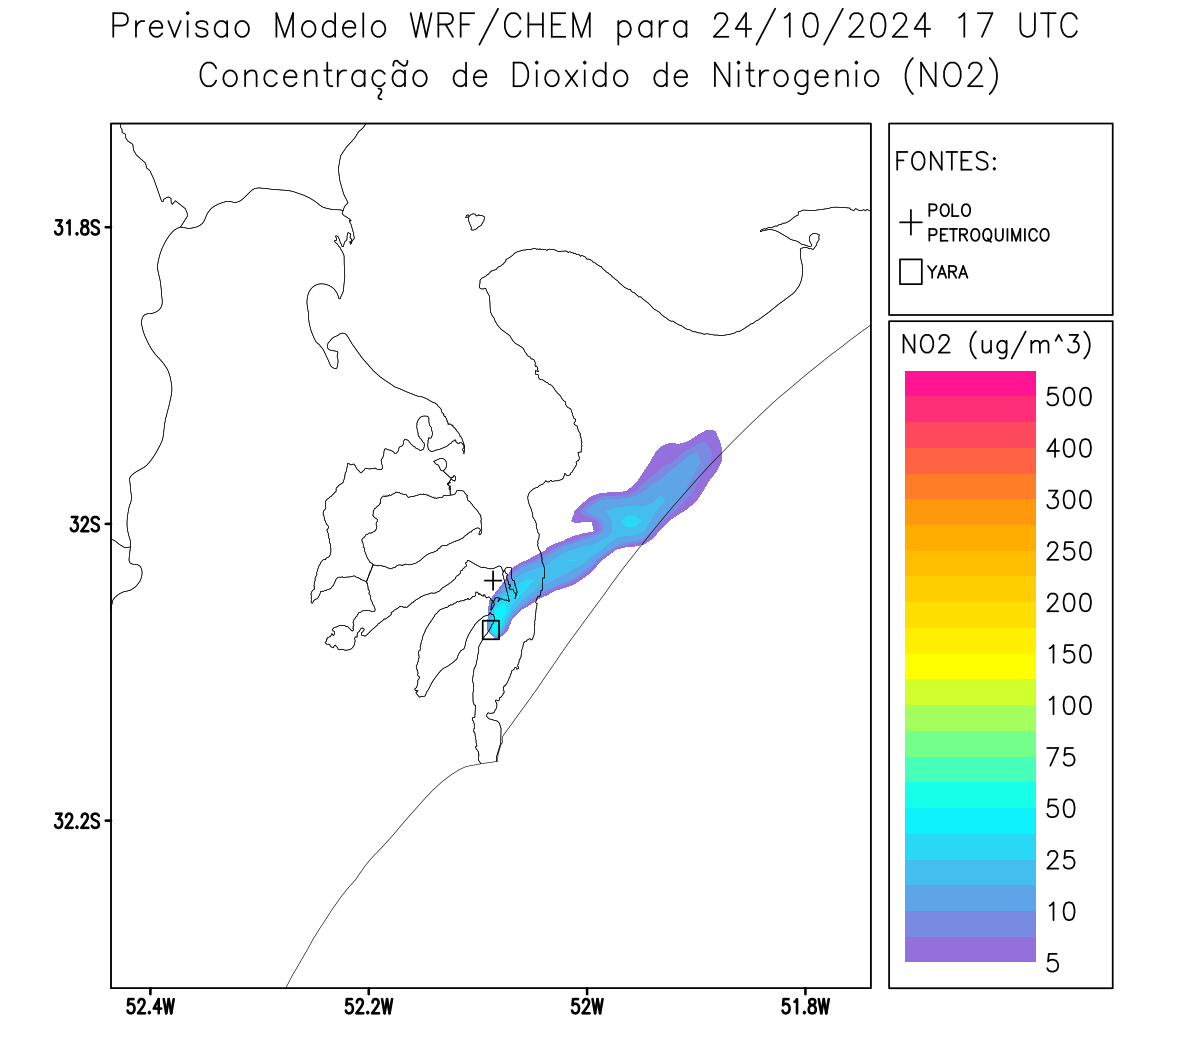 Previsao Modelo WRF/CHEM para 24/10/2024 17 UTC
Concentração de Dioxido de Nitrogenio (NO2)
FONTES:
POLO
PETROQUIMICO
YARA
NO2 (ug/m^3)
500
400
300
250
200
150
100
75
50
25
10
5
31.8S
32S
32.2S
52.4W
52.2W
52W
51.8W